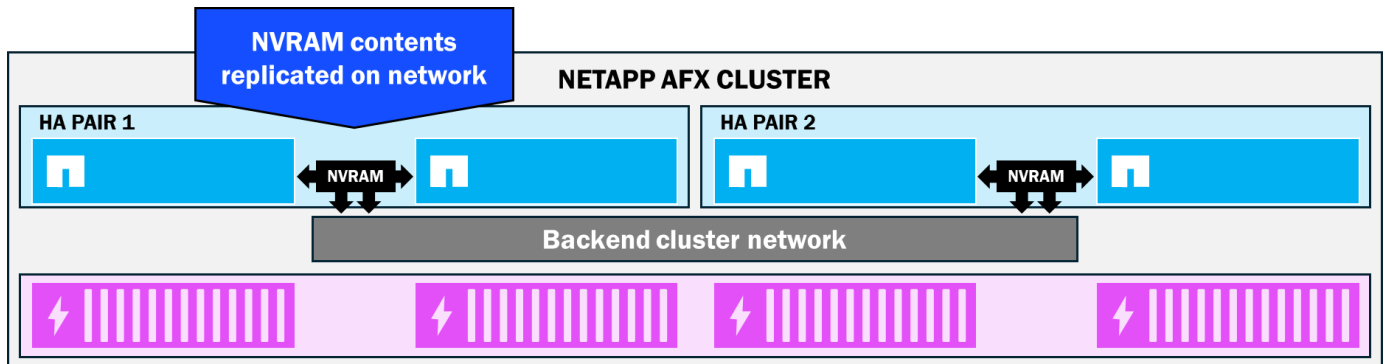 NVRAM contents
replicated on network
NETAPP AFX CLUSTER
HA PAIR 1
HA PAIR 2
NVRAM
NVRAM
Backend cluster network